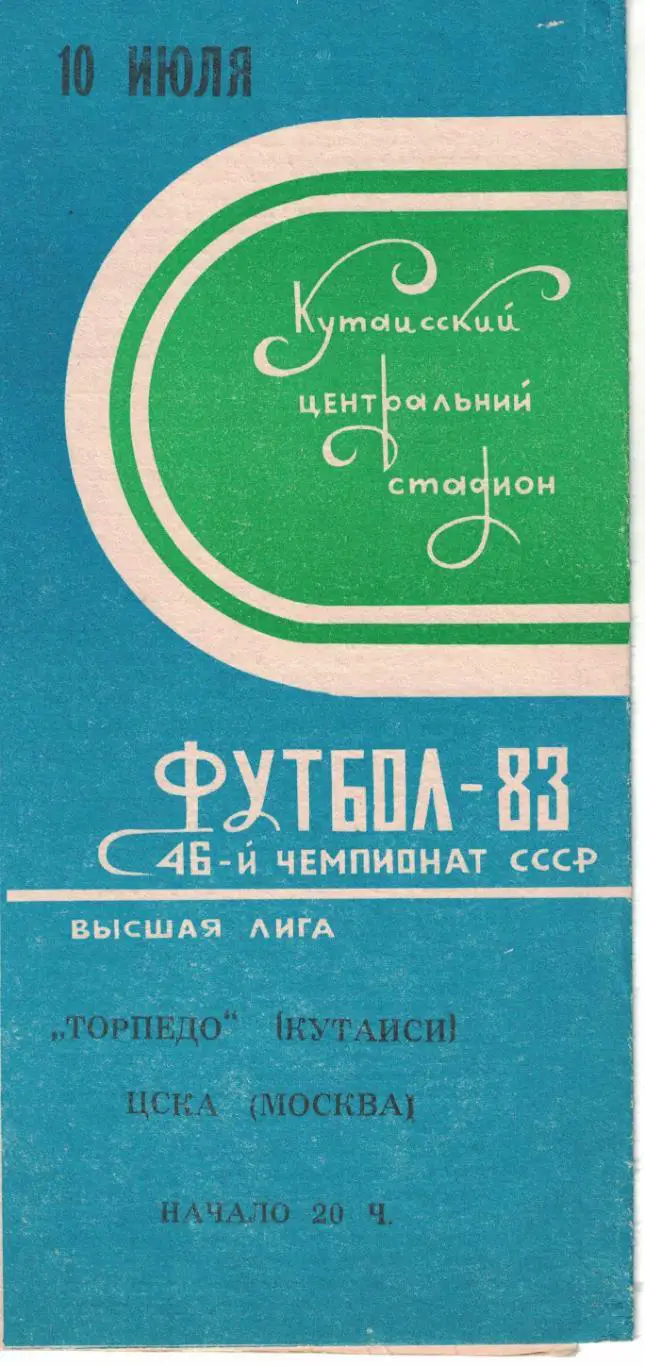 10 ИЮЛЯ
Кутаисский
центральний
стадион
ФУТБОЛ-83
46-й ЧЕМПИОНАТ СССР
ВЫСШАЯ ЛИГА
„ТОРПЕДО“ (КУТАИСИ)
ЦСКА (МОСКВА)
НАЧАЛО 20 Ч.